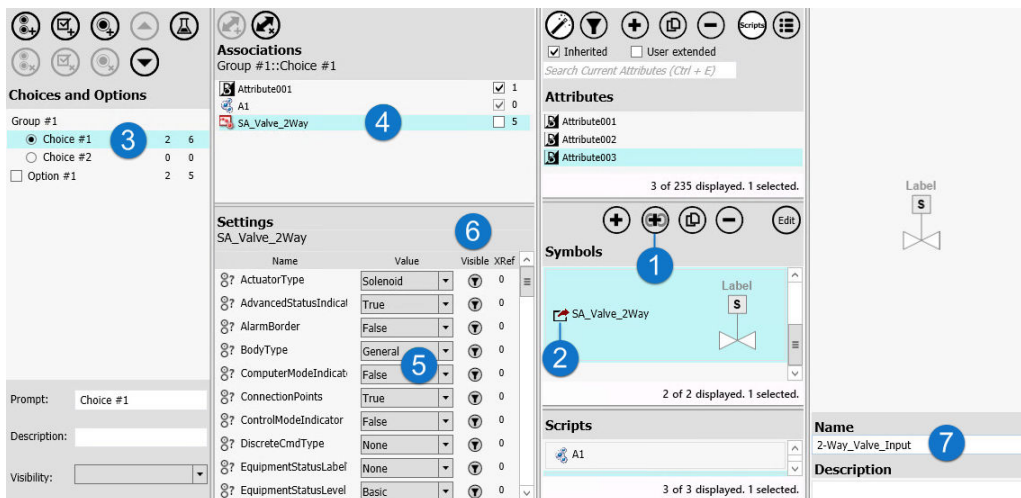 Choices and Options
Group #1
Choice #1 2 6
3
Choice #2 0 0
Option #1 2 5
Prompt: Choice #1
Description:
Visibility:
Associations
Group #1::Choice #1
Attribute001 1
A1 0
SA_Valve_2Way 5
4
Settings
SA_Valve_2Way
6
Name Value Visible XRef
ActuatorType Solenoid 0
AdvancedStatusIndicat True 0
AlarmBorder False 0
BodyType General 0
5
ComputerModeIndicat False 0
ConnectionPoints True 0
ControlModeIndicator False 0
DiscreteCmdType None 0
EquipmentStatusLabel None 0
EquipmentStatusLevel Basic 0
Scripts
Inherited User extended
Search Current Attributes (Ctrl + E)
Attributes
Attribute001
Attribute002
Attribute003
3 of 235 displayed. 1 selected.
Edit
1
Symbols
SA_Valve_2Way
2
Label
S
2 of 2 displayed. 1 selected.
Scripts
A1
3 of 3 displayed. 1 selected.
Label
S
Name
2-Way_Valve_Input
7
Description